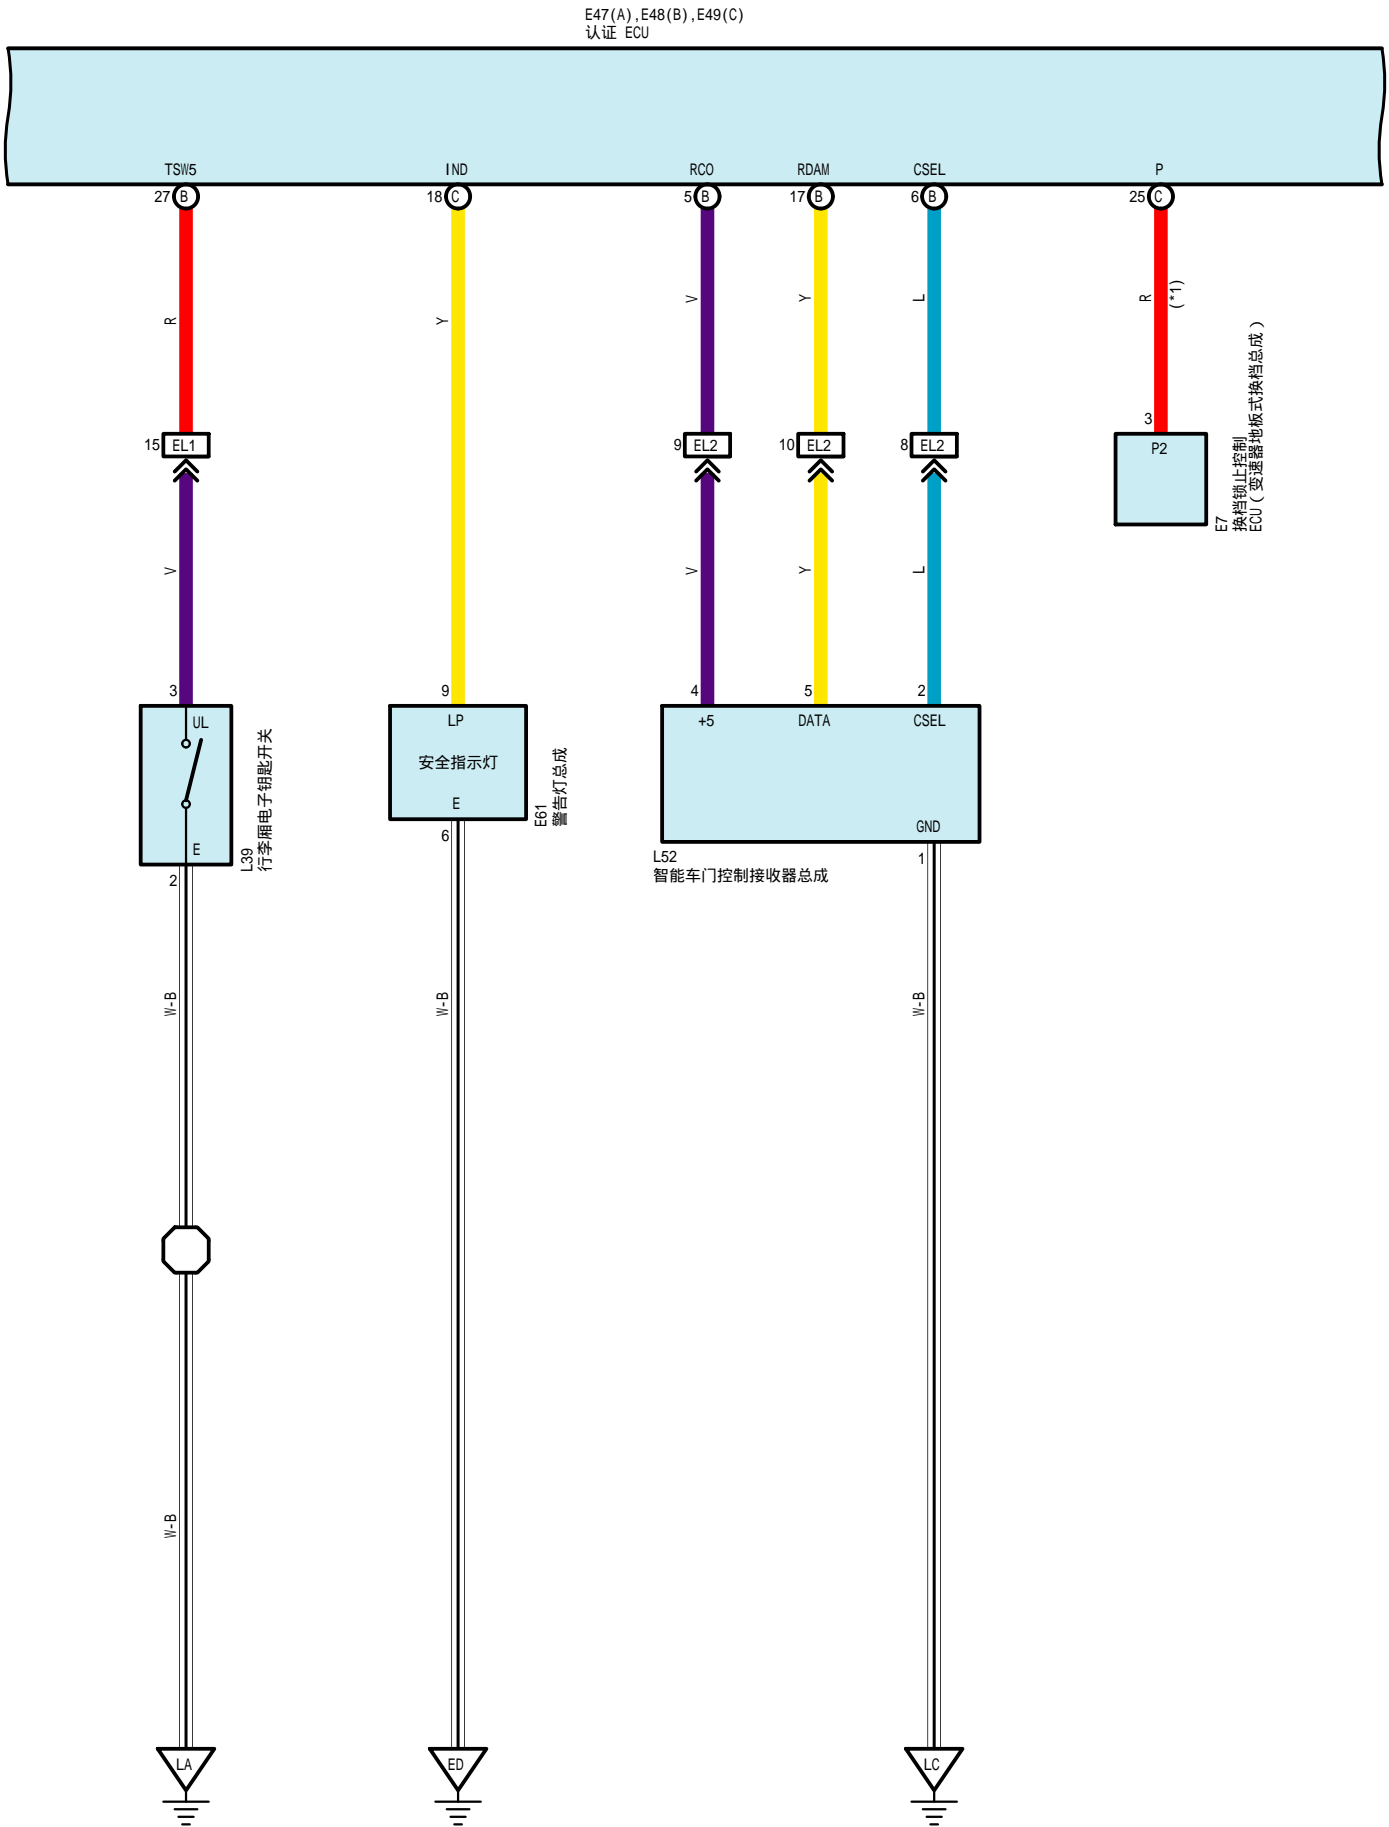 E47(A),E48(B),E49(C)
认证 ECU
TSW5
IND
RCO
RDAM
CSEL
P
27 B
18 C
5 B
17 B
6 B
25 C
R
Y
V
Y
L
R
(*1)
15 EL1
9 EL2
10 EL2
8 EL2
3
P2
E7
换档锁止控制
ECU（变速器地板式换档总成）
V
V
Y
L
3
9
4
5
2
UL
E
L39
行李厢电子钥匙开关
2
LP
安全指示灯
E
E61
警告灯总成
6
+5
DATA
CSEL
GND
L52
智能车门控制接收器总成
1
W-B
W-B
W-B
W-B
LA
ED
LC